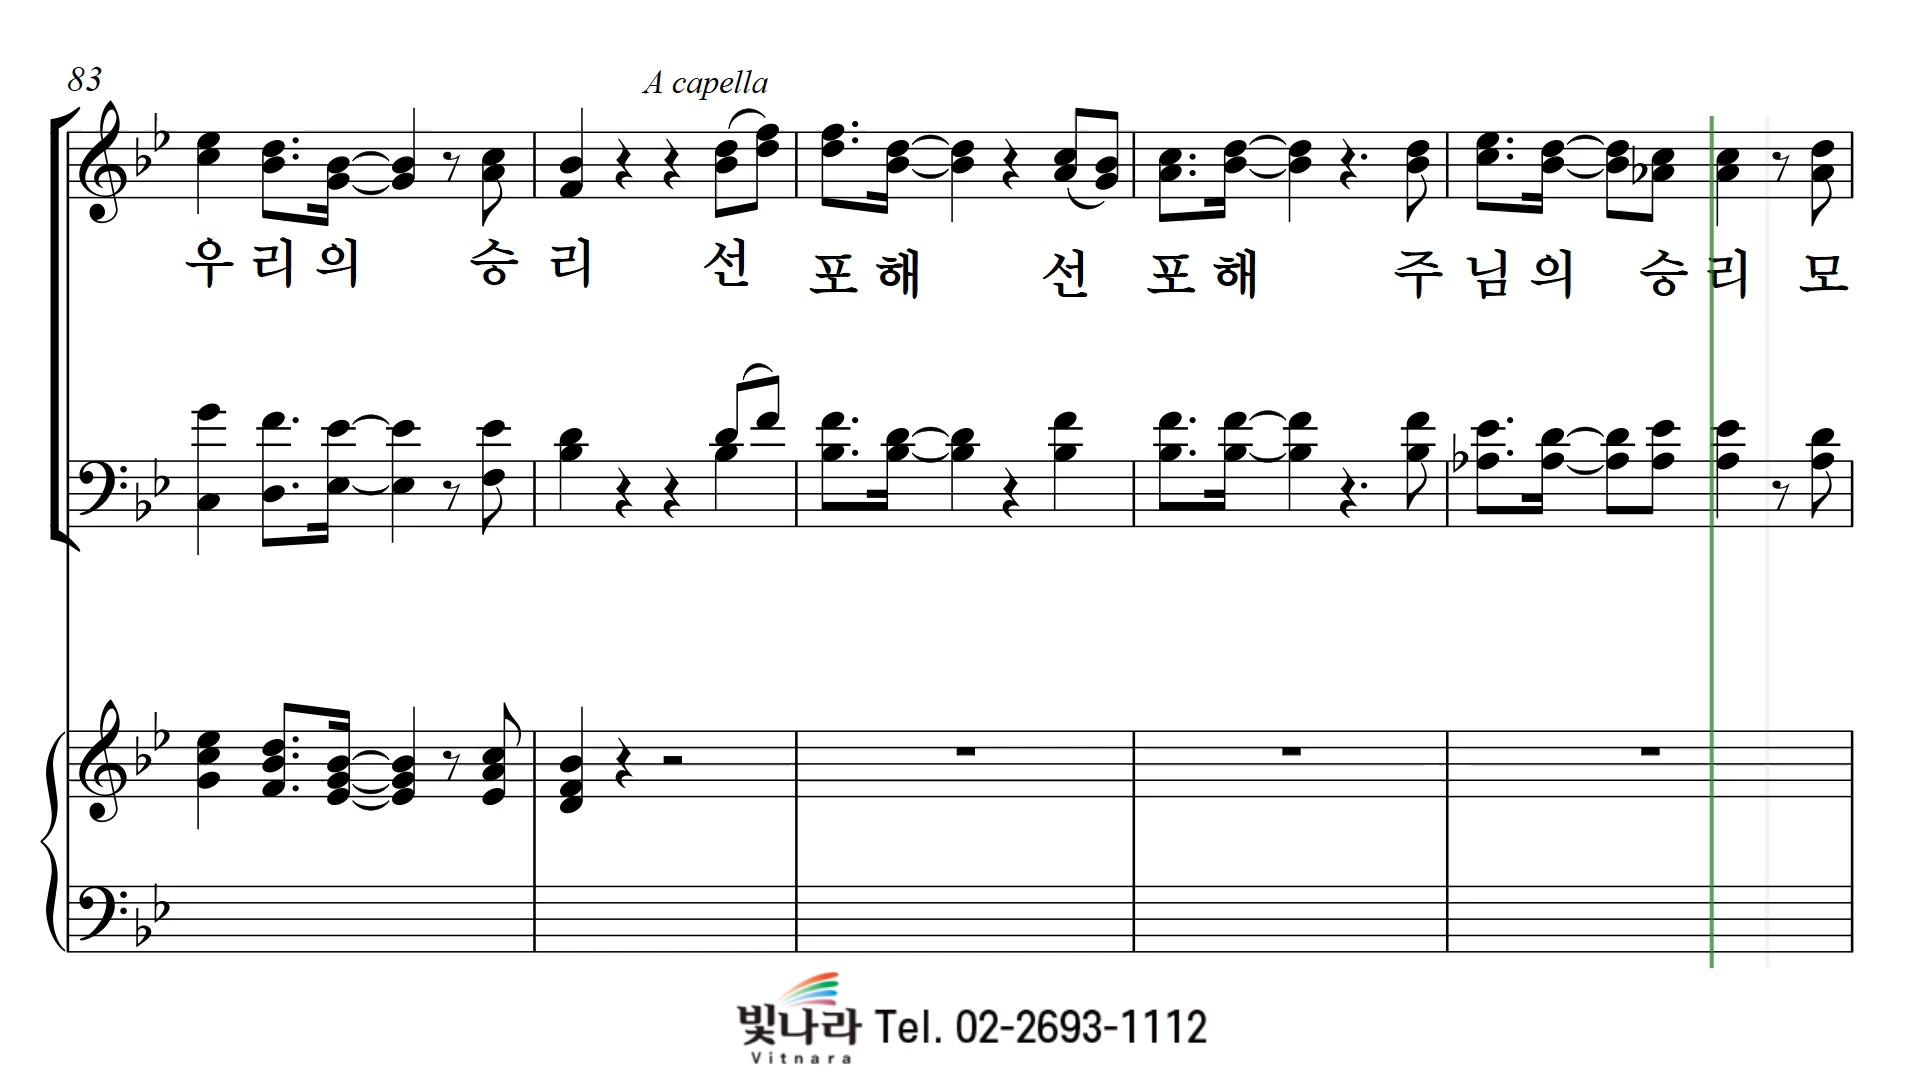 83
A capella
우리의 승리 선포해 선포해 주님의 승리 모
빛나라 Tel. 02-2693-1112
Vitnara